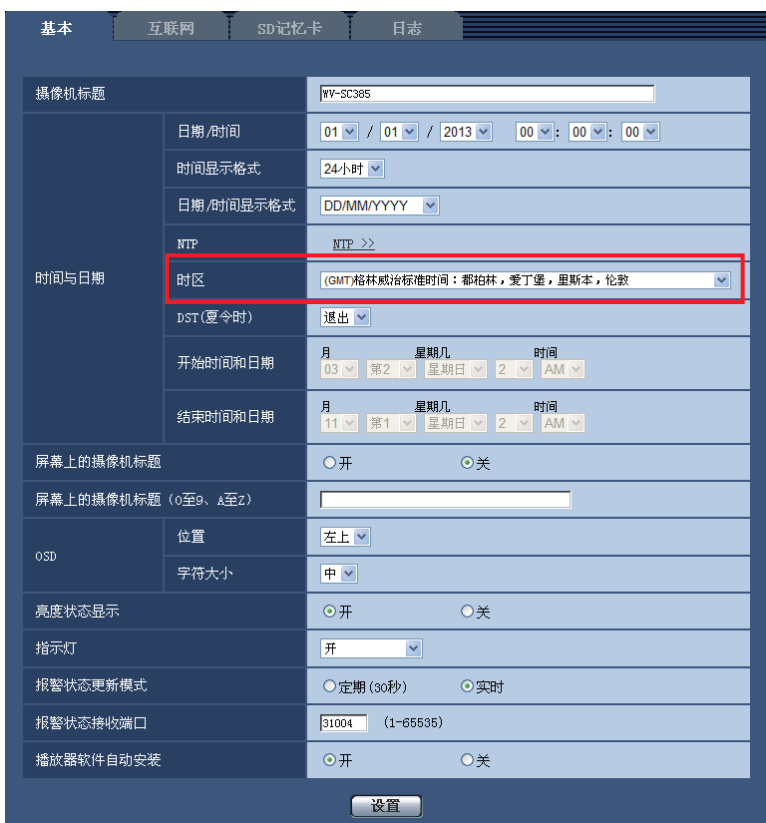 基本 互联网 SD记忆卡 日志
摄像机标题 WV-SC385
时间与日期
日期/时间 01 / 01 / 2013 00 : 00 : 00
时间显示格式 24小时
日期/时间显示格式 DD/MM/YYYY
NTP NTP >>
时区 (GMT)格林威治标准时间：都柏林，爱丁堡，里斯本，伦敦
DST(夏令时) 退出
开始时间和日期
月 星期几 时间
03 第2 星期日 2 AM
结束时间和日期
月 星期几 时间
11 第1 星期日 2 AM
屏幕上的摄像机标题 开 关
屏幕上的摄像机标题 (0至9、A至Z)
OSD
位置 左上
字符大小 中
亮度状态显示 开 关
指示灯 开
报警状态更新模式 定期(30秒) 实时
报警状态接收端口 31004 (1-65535)
播放器软件自动安装 开 关
设置